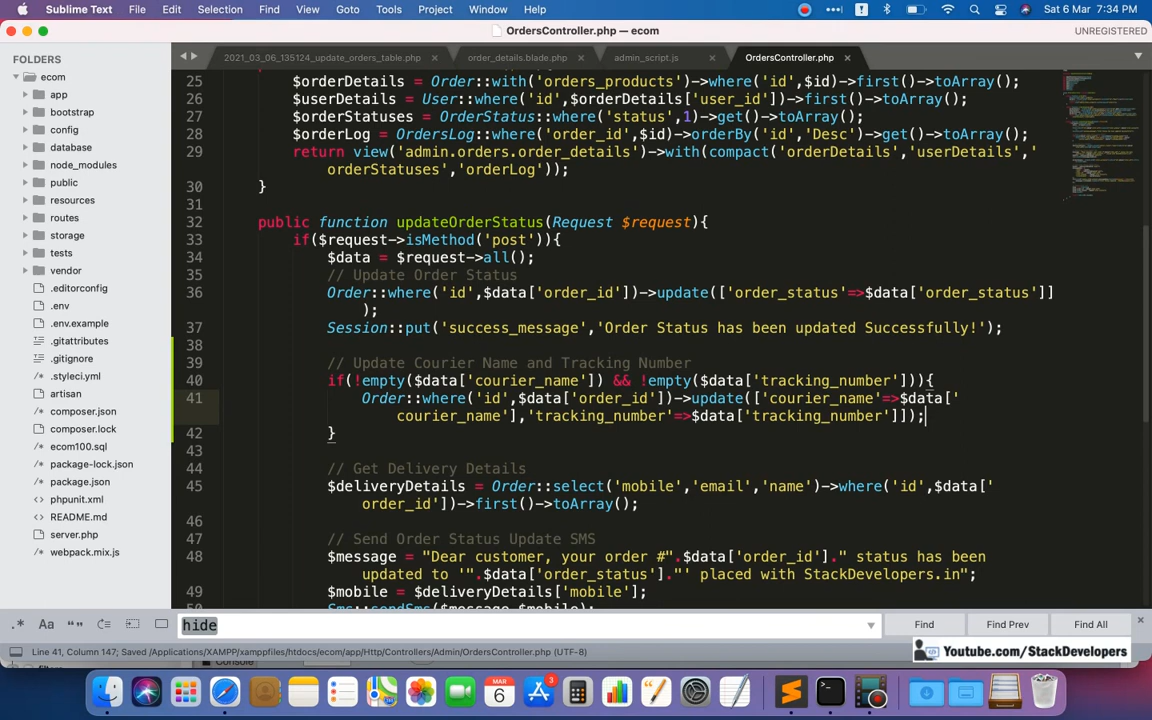 Sublime Text File Edit Selection Find View Goto Tools Project Window Help Sat 6 Mar 7:34 PM
OrdersController.php — ecom UNREGISTERED
FOLDERS
2021_03_06_135124_update_orders_table.php order_details.blade.php admin_script.js OrdersController.php
ecom
app
bootstrap
config
database
node_modules
public
resources
routes
storage
tests
vendor
.editorconfig
.env
.env.example
.gitattributes
.gitignore
.styleci.yml
artisan
composer.json
composer.lock
ecom100.sql
package-lock.json
package.json
phpunit.xml
README.md
server.php
webpack.mix.js
25 $orderDetails = Order::with('orders_products')->where('id',$id)->first()->toArray();
26 $userDetails = User::where('id',$orderDetails['user_id'])->first()->toArray();
27 $orderStatuses = OrderStatus::where('status',1)->get()->toArray();
28 $orderLog = OrdersLog::where('order_id',$id)->orderBy('id','Desc')->get()->toArray();
29 return view('admin.orders.order_details')->with(compact('orderDetails','userDetails','
orderStatuses','orderLog'));
30 }
31
32 public function updateOrderStatus(Request $request){
33 if($request->isMethod('post')){
34 $data = $request->all();
35 // Update Order Status
36 Order::where('id',$data['order_id'])->update(['order_status'=>$data['order_status']]
);
37 Session::put('success_message','Order Status has been updated Successfully!');
38
39 // Update Courier Name and Tracking Number
40 if(!empty($data['courier_name']) && !empty($data['tracking_number'])){
41 Order::where('id',$data['order_id'])->update(['courier_name'=>$data['
courier_name'],'tracking_number'=>$data['tracking_number']]);
42 }
43
44 // Get Delivery Details
45 $deliveryDetails = Order::select('mobile','email','name')->where('id',$data['
order_id'])->first()->toArray();
46
47 // Send Order Status Update SMS
48 $message = "Dear customer, your order #".$data['order_id']." status has been
updated to '".$data['order_status']."' placed with StackDevelopers.in";
49 $mobile = $deliveryDetails['mobile'];
50 Sms::sendSms($message,$mobile);
.* Aa hide Find Find Prev Find All
Line 41, Column 147; Saved /Applications/XAMPP/xamppfiles/htdocs/ecom/app/Http/Controllers/Admin/OrdersController.php (UTF-8)
Youtube.com/StackDevelopers
Console
MAR
6
3